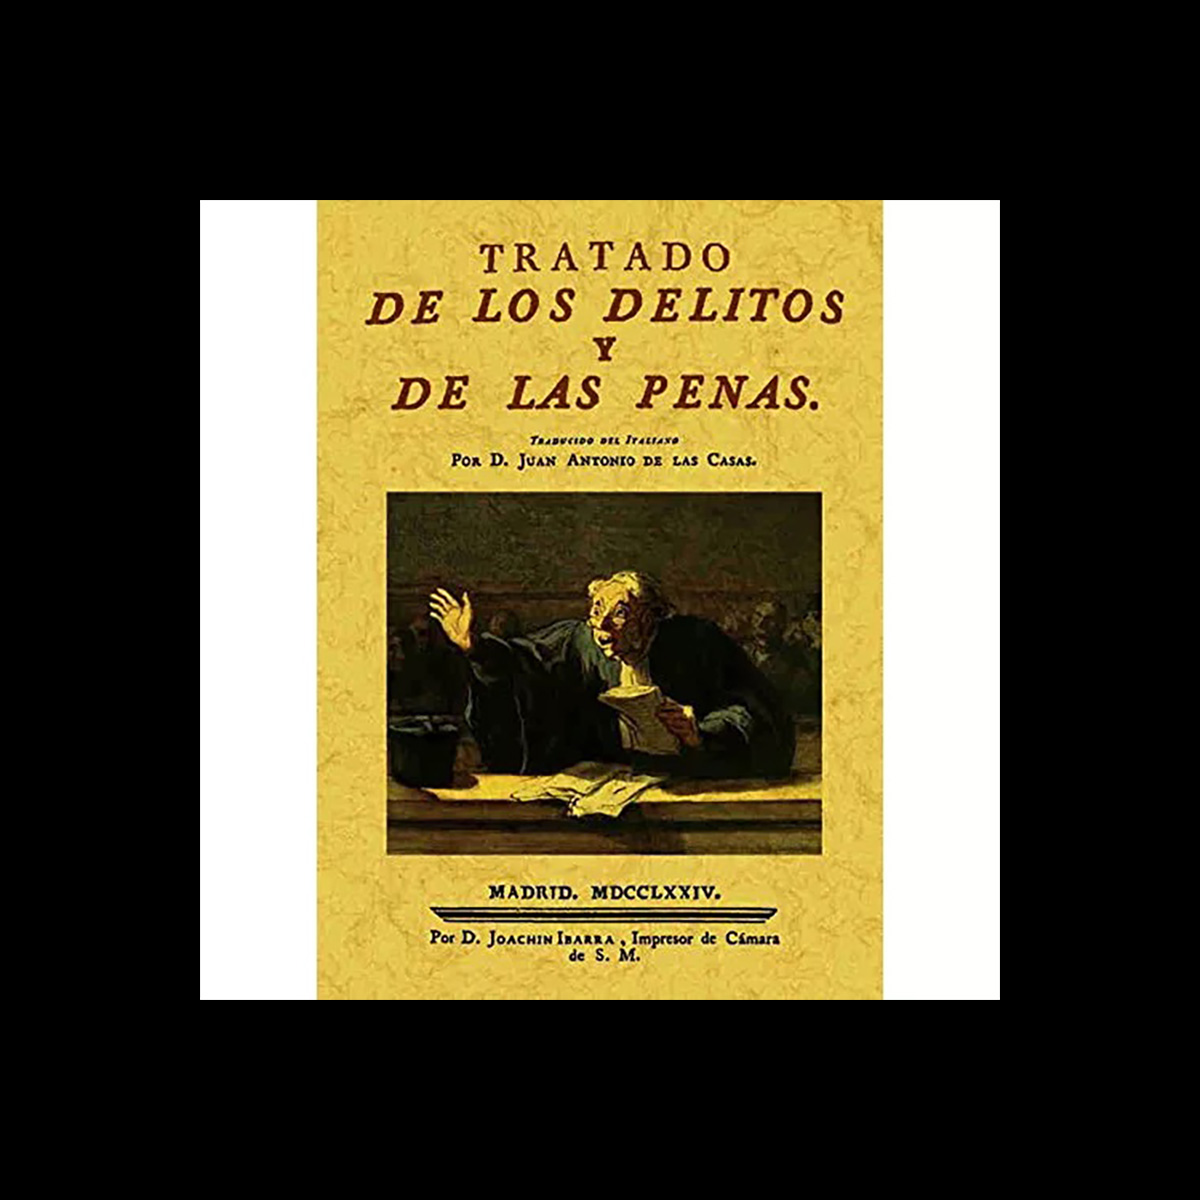 TRATADO
DE LOS DELITOS
Y
DE LAS PENAS.
TRADUCIDO DEL ITALIANO
POR D. JUAN ANTONIO DE LAS CASAS.
MADRID. MDCCLXXIV.
Por D. JOACHIN IBARRA, Impresor de Cámara
de S. M.